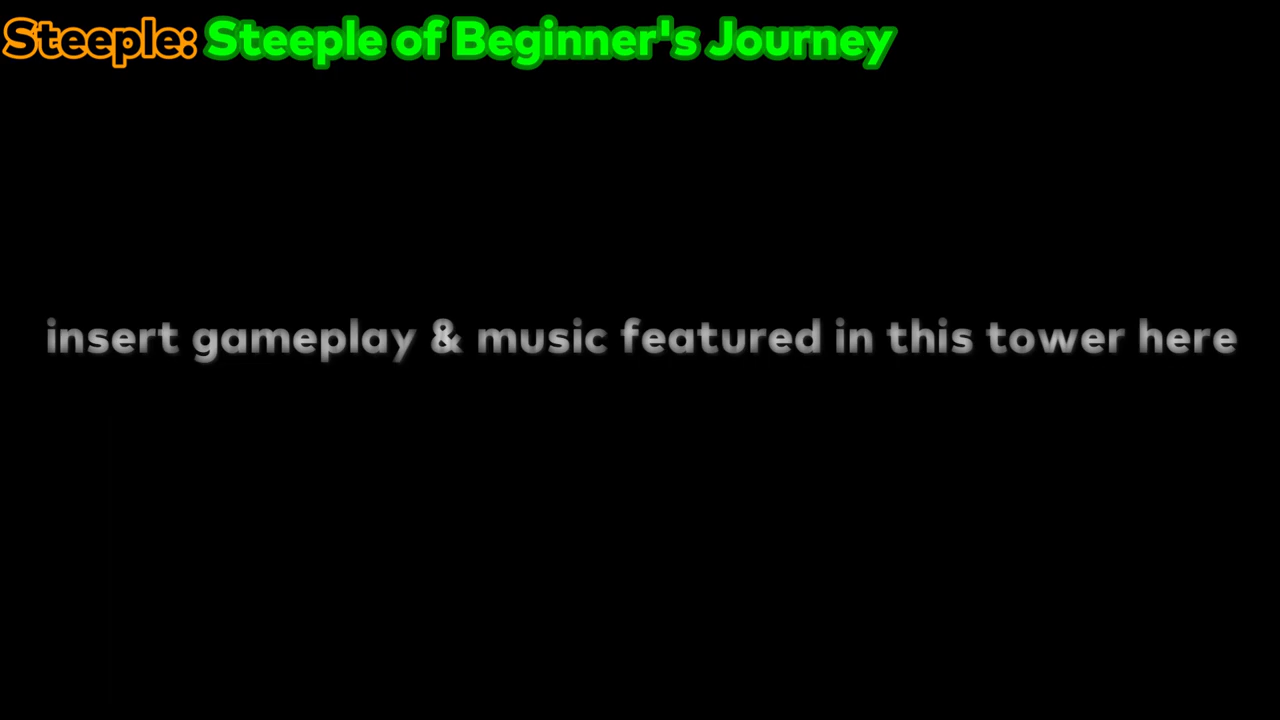 Steeple: Steeple of Beginner's Journey
insert gameplay & music featured in this tower here